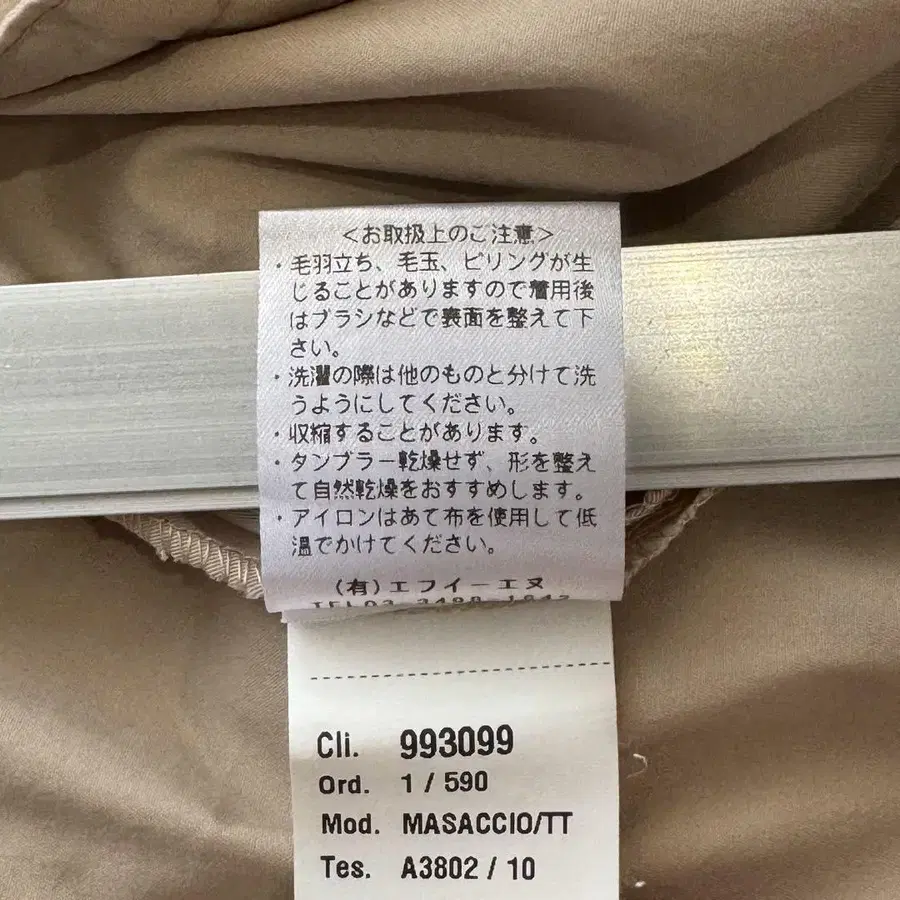 ＜お取扱上のご注意＞
・毛羽立ち、毛玉、ピリングが生
じることがありますので着用後
はブラシなどで表面を整えて下
さい。
・洗濯の際は他のものと分けて洗
うようにしてください。
・収縮することがあります。
・タンブラー乾燥せず、形を整え
て自然乾燥をおすすめします。
・アイロンはあて布を使用して低
温でかけてください。
(有)エフイーエヌ
Cli. 993099
Ord. 1 / 590
Mod. MASACCIO/TT
Tes. A3802 / 10